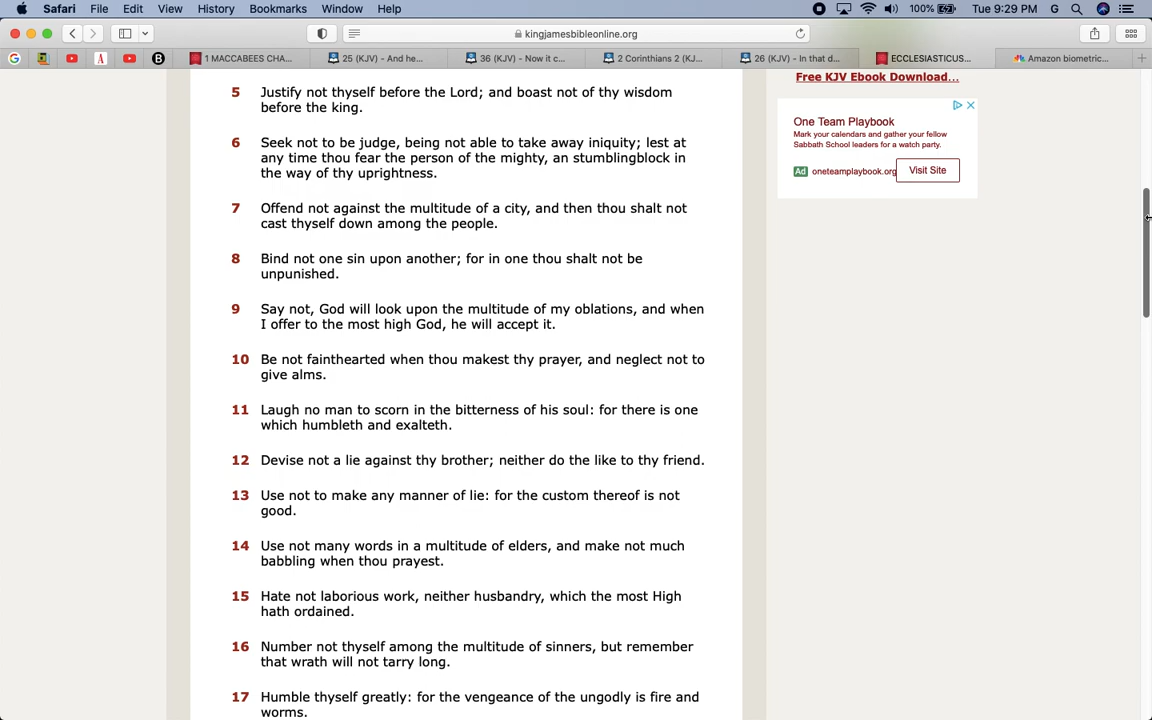 Safari File Edit View History Bookmarks Window Help 100% Tue 9:29 PM G
kingjamesbibleonline.org
G A B 1 MACCABEES CHA... 25 (KJV) - And he... 36 (KJV) - Now it c... 2 Corinthians 2 (KJ... 26 (KJV) - In that d... ECCLESIASTICUS... Amazon biometric...
5 Justify not thyself before the Lord; and boast not of thy wisdom
before the king.
6 Seek not to be judge, being not able to take away iniquity; lest at
any time thou fear the person of the mighty, an stumblingblock in
the way of thy uprightness.
7 Offend not against the multitude of a city, and then thou shalt not
cast thyself down among the people.
8 Bind not one sin upon another; for in one thou shalt not be
unpunished.
9 Say not, God will look upon the multitude of my oblations, and when
I offer to the most high God, he will accept it.
10 Be not fainthearted when thou makest thy prayer, and neglect not to
give alms.
11 Laugh no man to scorn in the bitterness of his soul: for there is one
which humbleth and exalteth.
12 Devise not a lie against thy brother; neither do the like to thy friend.
13 Use not to make any manner of lie: for the custom thereof is not
good.
14 Use not many words in a multitude of elders, and make not much
babbling when thou prayest.
15 Hate not laborious work, neither husbandry, which the most High
hath ordained.
16 Number not thyself among the multitude of sinners, but remember
that wrath will not tarry long.
17 Humble thyself greatly: for the vengeance of the ungodly is fire and
worms.
Free KJV Ebook Download...
One Team Playbook
Mark your calendars and gather your fellow
Sabbath School leaders for a watch party.
Ad oneteamplaybook.org Visit Site